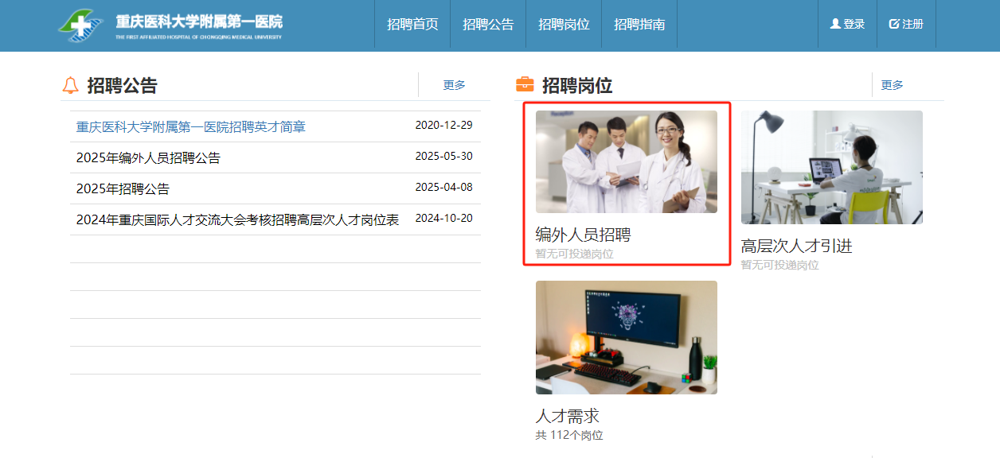 重庆医科大学附属第一医院
THE FIRST AFFILIATED HOSPITAL OF CHONGQING MEDICAL UNIVERSITY
招聘首页 招聘公告 招聘岗位 招聘指南 登录 注册
招聘公告 更多
重庆医科大学附属第一医院招聘英才简章 2020-12-29
2025年编外人员招聘公告 2025-05-30
2025年招聘公告 2025-04-08
2024年重庆国际人才交流大会考核招聘高层次人才岗位表 2024-10-20
招聘岗位 更多
Reception
编外人员招聘
暂无可投递岗位
高层次人才引进
暂无可投递岗位
人才需求
共 112个岗位